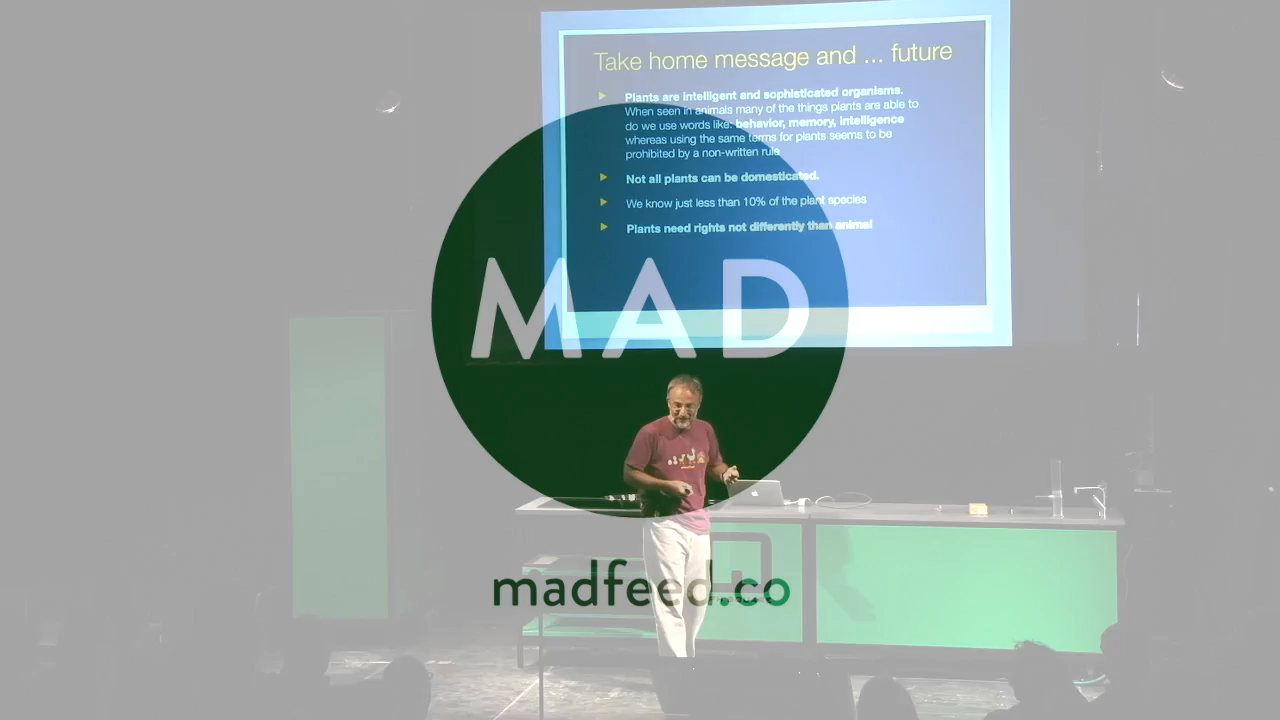 Take home message and ... future
Plants are intelligent and sophisticated organisms.
When seen in animals many of the things plants are able to
do we use words like: behavior, memory, intelligence
whereas using the same terms for plants seems to be
prohibited by a non-written rule
Not all plants can be domesticated.
We know just less than 10% of the plant species
Plants need rights not differently than animal
MAD
madfeed.co